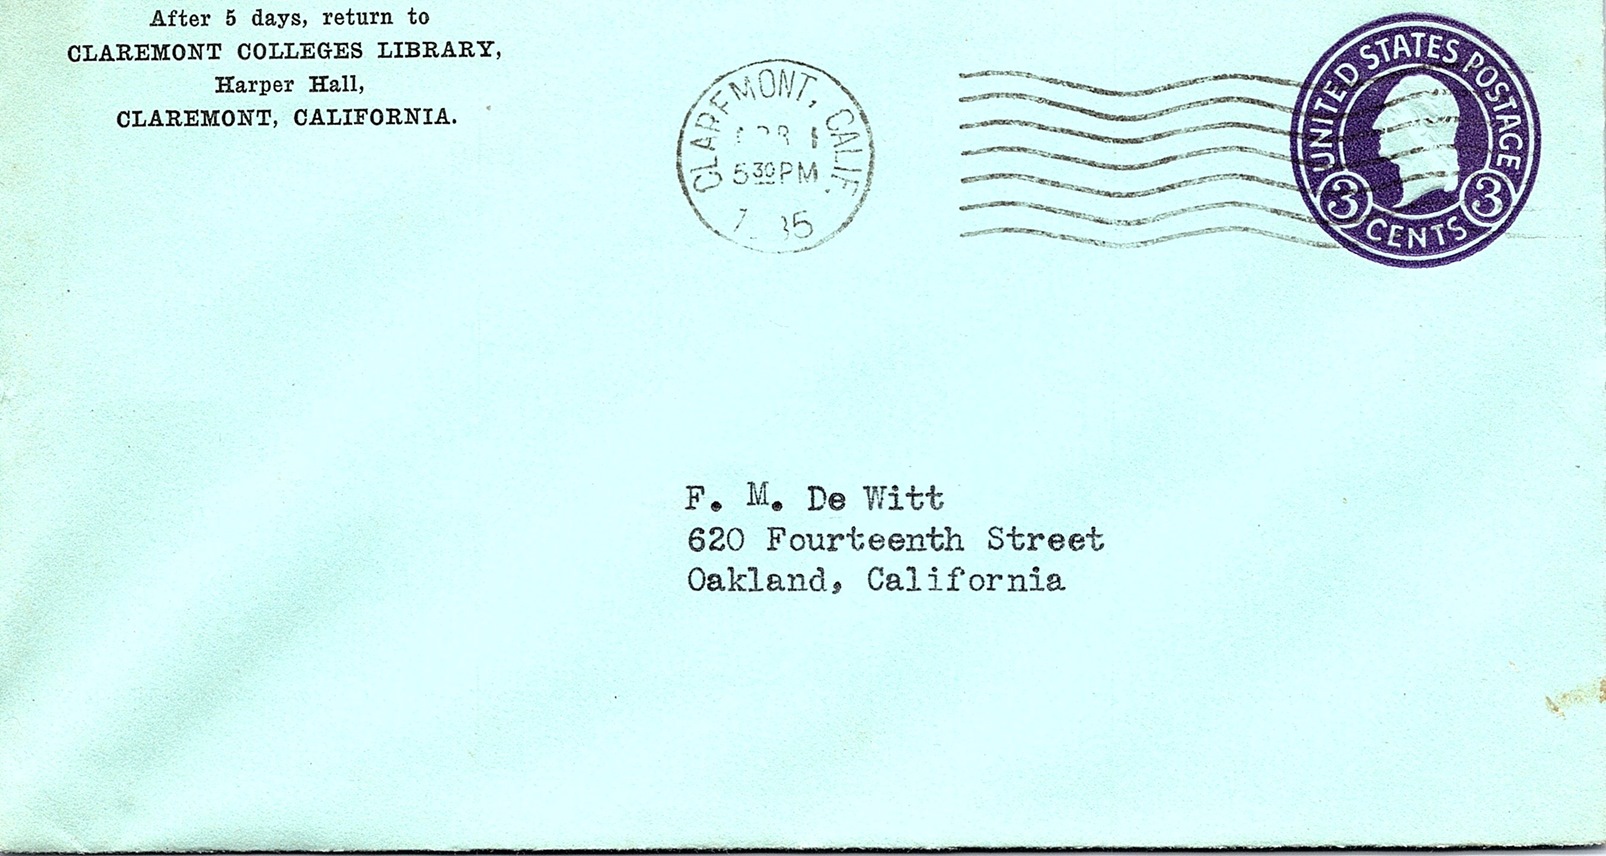 After 5 days, return to
CLAREMONT COLLEGES LIBRARY,
Harper Hall,
CLAREMONT, CALIFORNIA.
CLAREMONT, CALIF.
5 30 PM
UNITED STATES POSTAGE
3 CENTS 3
F. M. De Witt
620 Fourteenth Street
Oakland, California